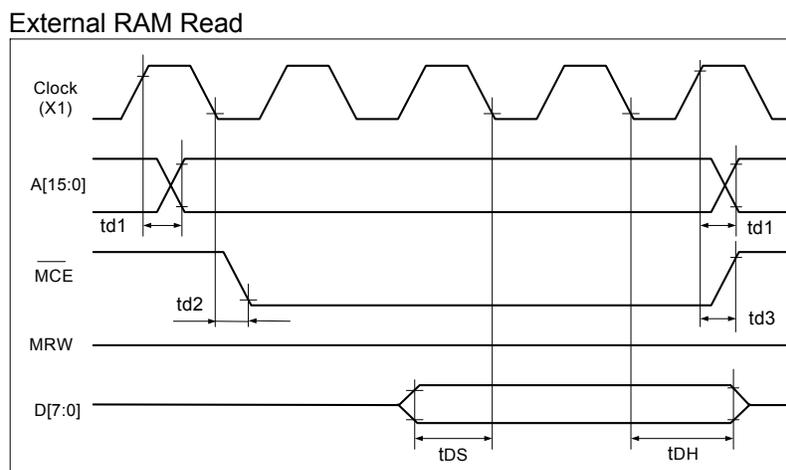 External RAM Read
Clock
(X1)
A[15:0]
td1
td1
MCE
td2
td3
MRW
D[7:0]
tDS
tDH